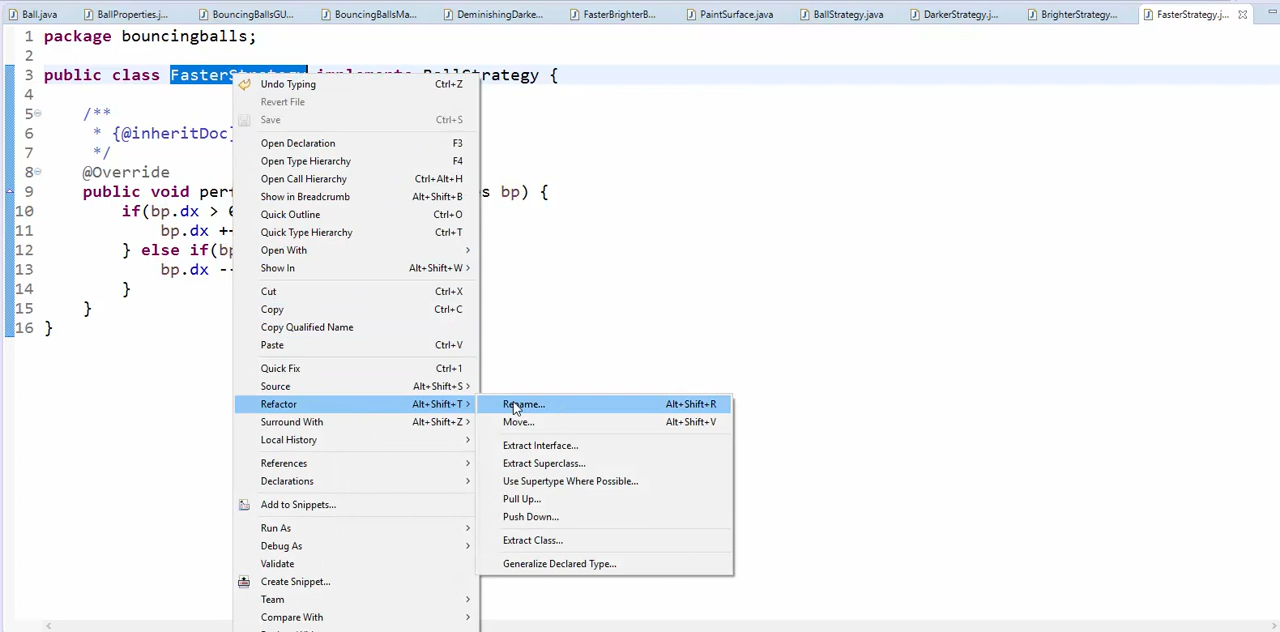 Ball.java BallProperties.j... BouncingBallsGU... BouncingBallsMa... DeminishingDarke... FasterBrighterB... PaintSurface.java BallStrategy.java DarkerStrategy.j... BrighterStrategy... FasterStrategy.j...
1 package bouncingballs;
2
3 public class FasterStrategy implements BallStrategy {
4
5 /**
6 * {@inheritDoc}
7 */
8 @Override
9 public void per s bp) {
10 if(bp.dx >
11 bp.dx +
12 } else if(bp
13 bp.dx -
14 }
15 }
16 }
Undo Typing Ctrl+Z
Revert File
Save Ctrl+S
Open Declaration F3
Open Type Hierarchy F4
Open Call Hierarchy Ctrl+Alt+H
Show in Breadcrumb Alt+Shift+B
Quick Outline Ctrl+O
Quick Type Hierarchy Ctrl+T
Open With
Show In Alt+Shift+W
Cut Ctrl+X
Copy Ctrl+C
Copy Qualified Name
Paste Ctrl+V
Quick Fix Ctrl+1
Source Alt+Shift+S
Refactor Alt+Shift+T
Surround With Alt+Shift+Z
Local History
References
Declarations
Add to Snippets...
Run As
Debug As
Validate
Create Snippet...
Team
Compare With
Rename... Alt+Shift+R
Move... Alt+Shift+V
Extract Interface...
Extract Superclass...
Use Supertype Where Possible...
Pull Up...
Push Down...
Extract Class...
Generalize Declared Type...